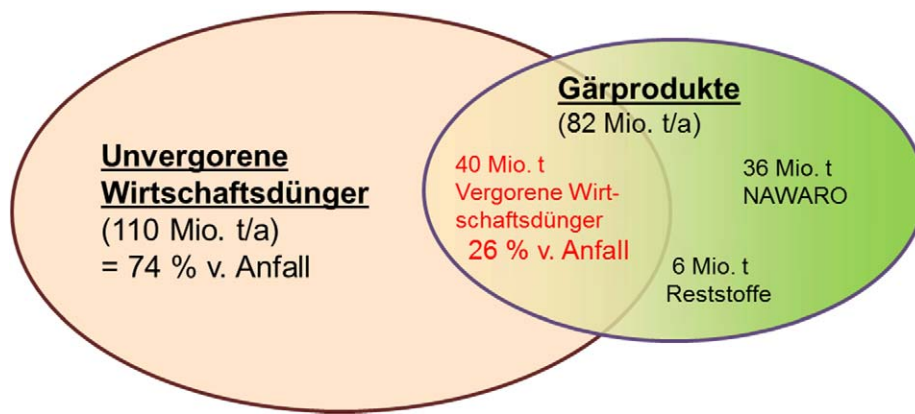 Unvergorene
Wirtschaftsdünger
(110 Mio. t/a)
= 74 % v. Anfall
Gärprodukte
(82 Mio. t/a)
40 Mio. t
Vergorene Wirt-
schaftsdünger
26 % v. Anfall
36 Mio. t
NAWARO
6 Mio. t
Reststoffe